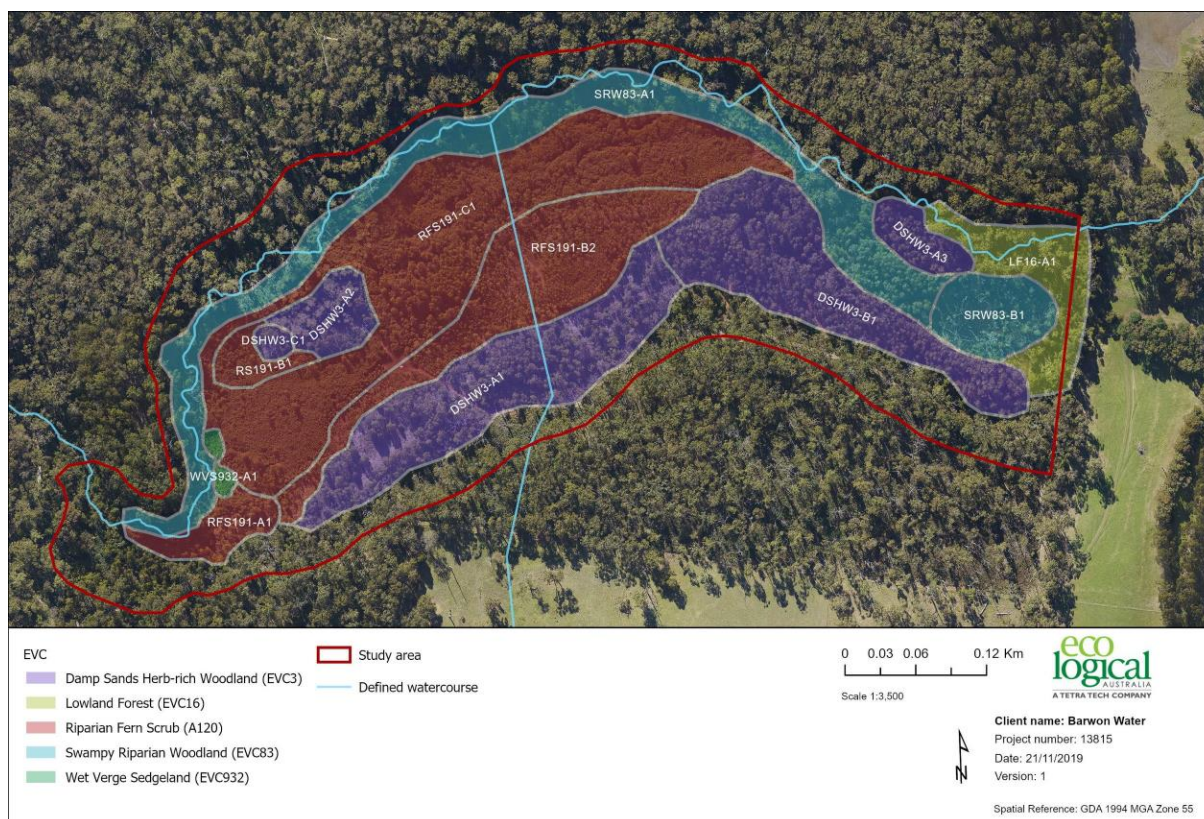 SRW83-A1
RFS191-C1
RFS191-B2
DSHW3-A3
LF16-A1
DSHW3-A2
DSHW3-C1
RS191-B1
DSHW3-B1
SRW83-B1
DSHW3-A1
WVS932-A1
RFS191-A1
EVC
Damp Sands Herb-rich Woodland (EVC3)
Lowland Forest (EVC16)
Riparian Fern Scrub (A120)
Swampy Riparian Woodland (EVC83)
Wet Verge Sedgeland (EVC932)
Study area
Defined watercourse
0 0.03 0.06 0.12 Km
Scale 1:3,500
N
eco
logical
AUSTRALIA
A TETRA TECH COMPANY
Client name: Barwon Water
Project number: 13815
Date: 21/11/2019
Version: 1
Spatial Reference: GDA 1994 MGA Zone 55